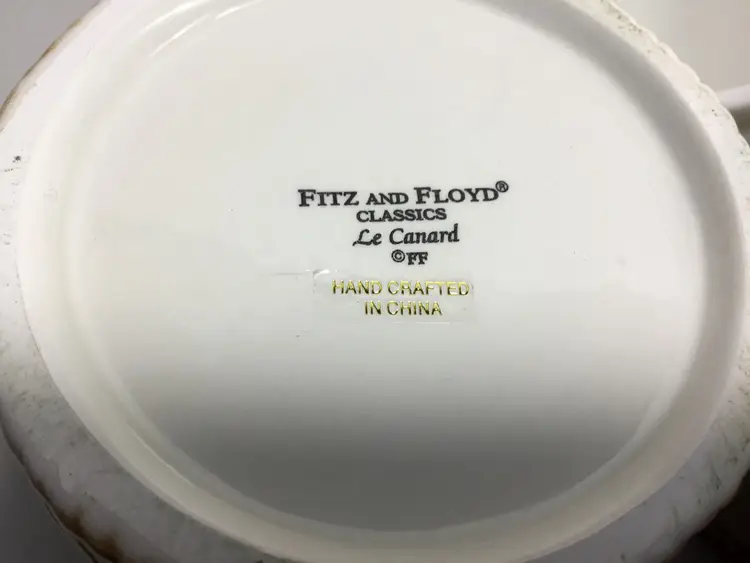 FITZ AND FLOYD®
CLASSICS
Le Canard
©FF
HAND CRAFTED
IN CHINA